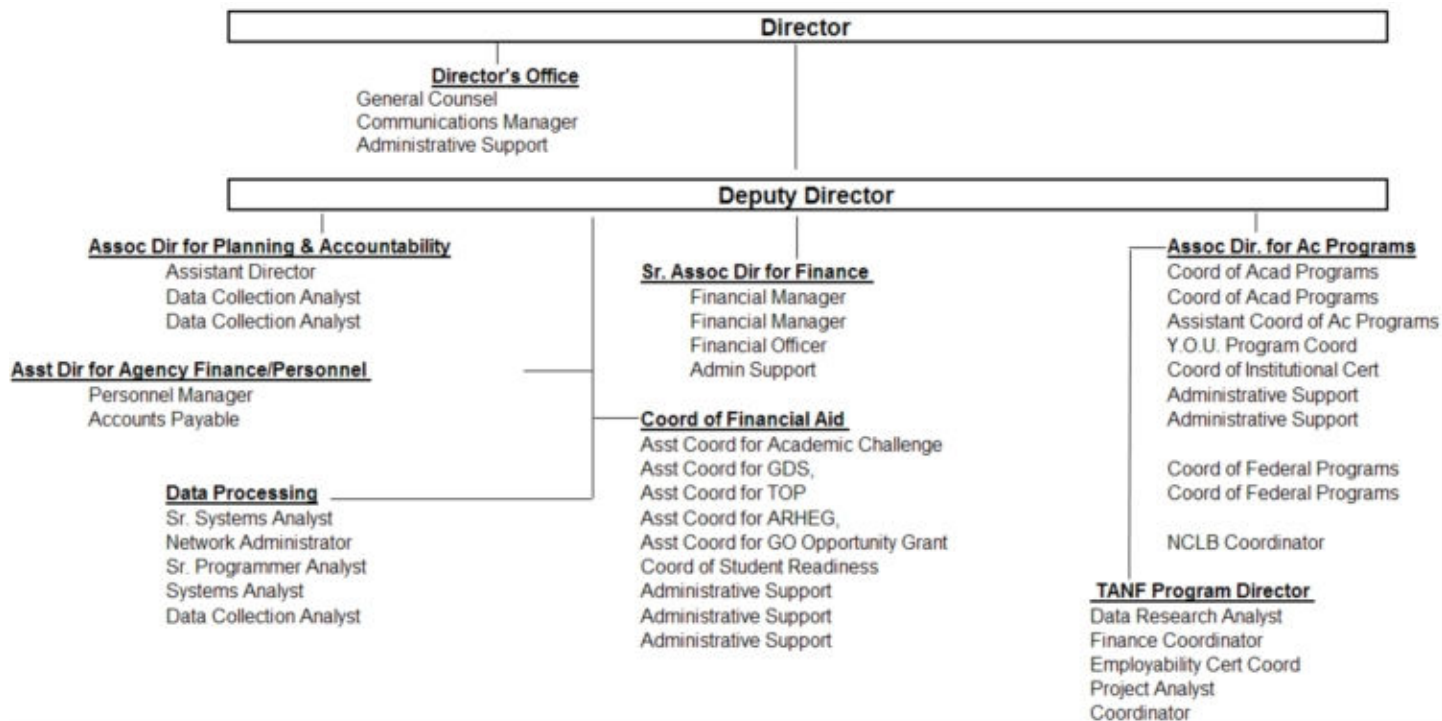 Director
Director's Office
General Counsel
Communications Manager
Administrative Support
Deputy Director
Assoc Dir for Planning & Accountability
Assistant Director
Data Collection Analyst
Data Collection Analyst
Asst Dir for Agency Finance/Personnel
Personnel Manager
Accounts Payable
Data Processing
Sr. Systems Analyst
Network Administrator
Sr. Programmer Analyst
Systems Analyst
Data Collection Analyst
Sr. Assoc Dir for Finance
Financial Manager
Financial Manager
Financial Officer
Admin Support
Coord of Financial Aid
Asst Coord for Academic Challenge
Asst Coord for GDS,
Asst Coord for TOP
Asst Coord for ARHEG,
Asst Coord for GO Opportunity Grant
Coord of Student Readiness
Administrative Support
Administrative Support
Administrative Support
Assoc Dir. for Ac Programs
Coord of Acad Programs
Coord of Acad Programs
Assistant Coord of Ac Programs
Y.O.U. Program Coord
Coord of Institutional Cert
Administrative Support
Administrative Support
Coord of Federal Programs
Coord of Federal Programs
NCLB Coordinator
TANF Program Director
Data Research Analyst
Finance Coordinator
Employability Cert Coord
Project Analyst
Coordinator